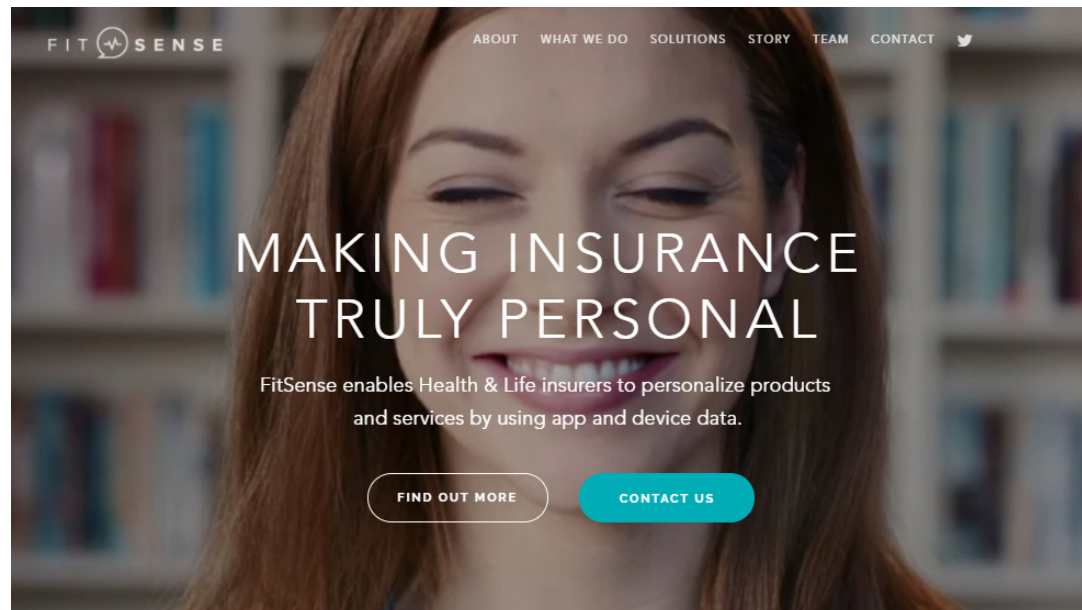 FIT SENSE
ABOUT WHAT WE DO SOLUTIONS STORY TEAM CONTACT
MAKING INSURANCE
TRULY PERSONAL
FitSense enables Health & Life insurers to personalize products
and services by using app and device data.
FIND OUT MORE CONTACT US